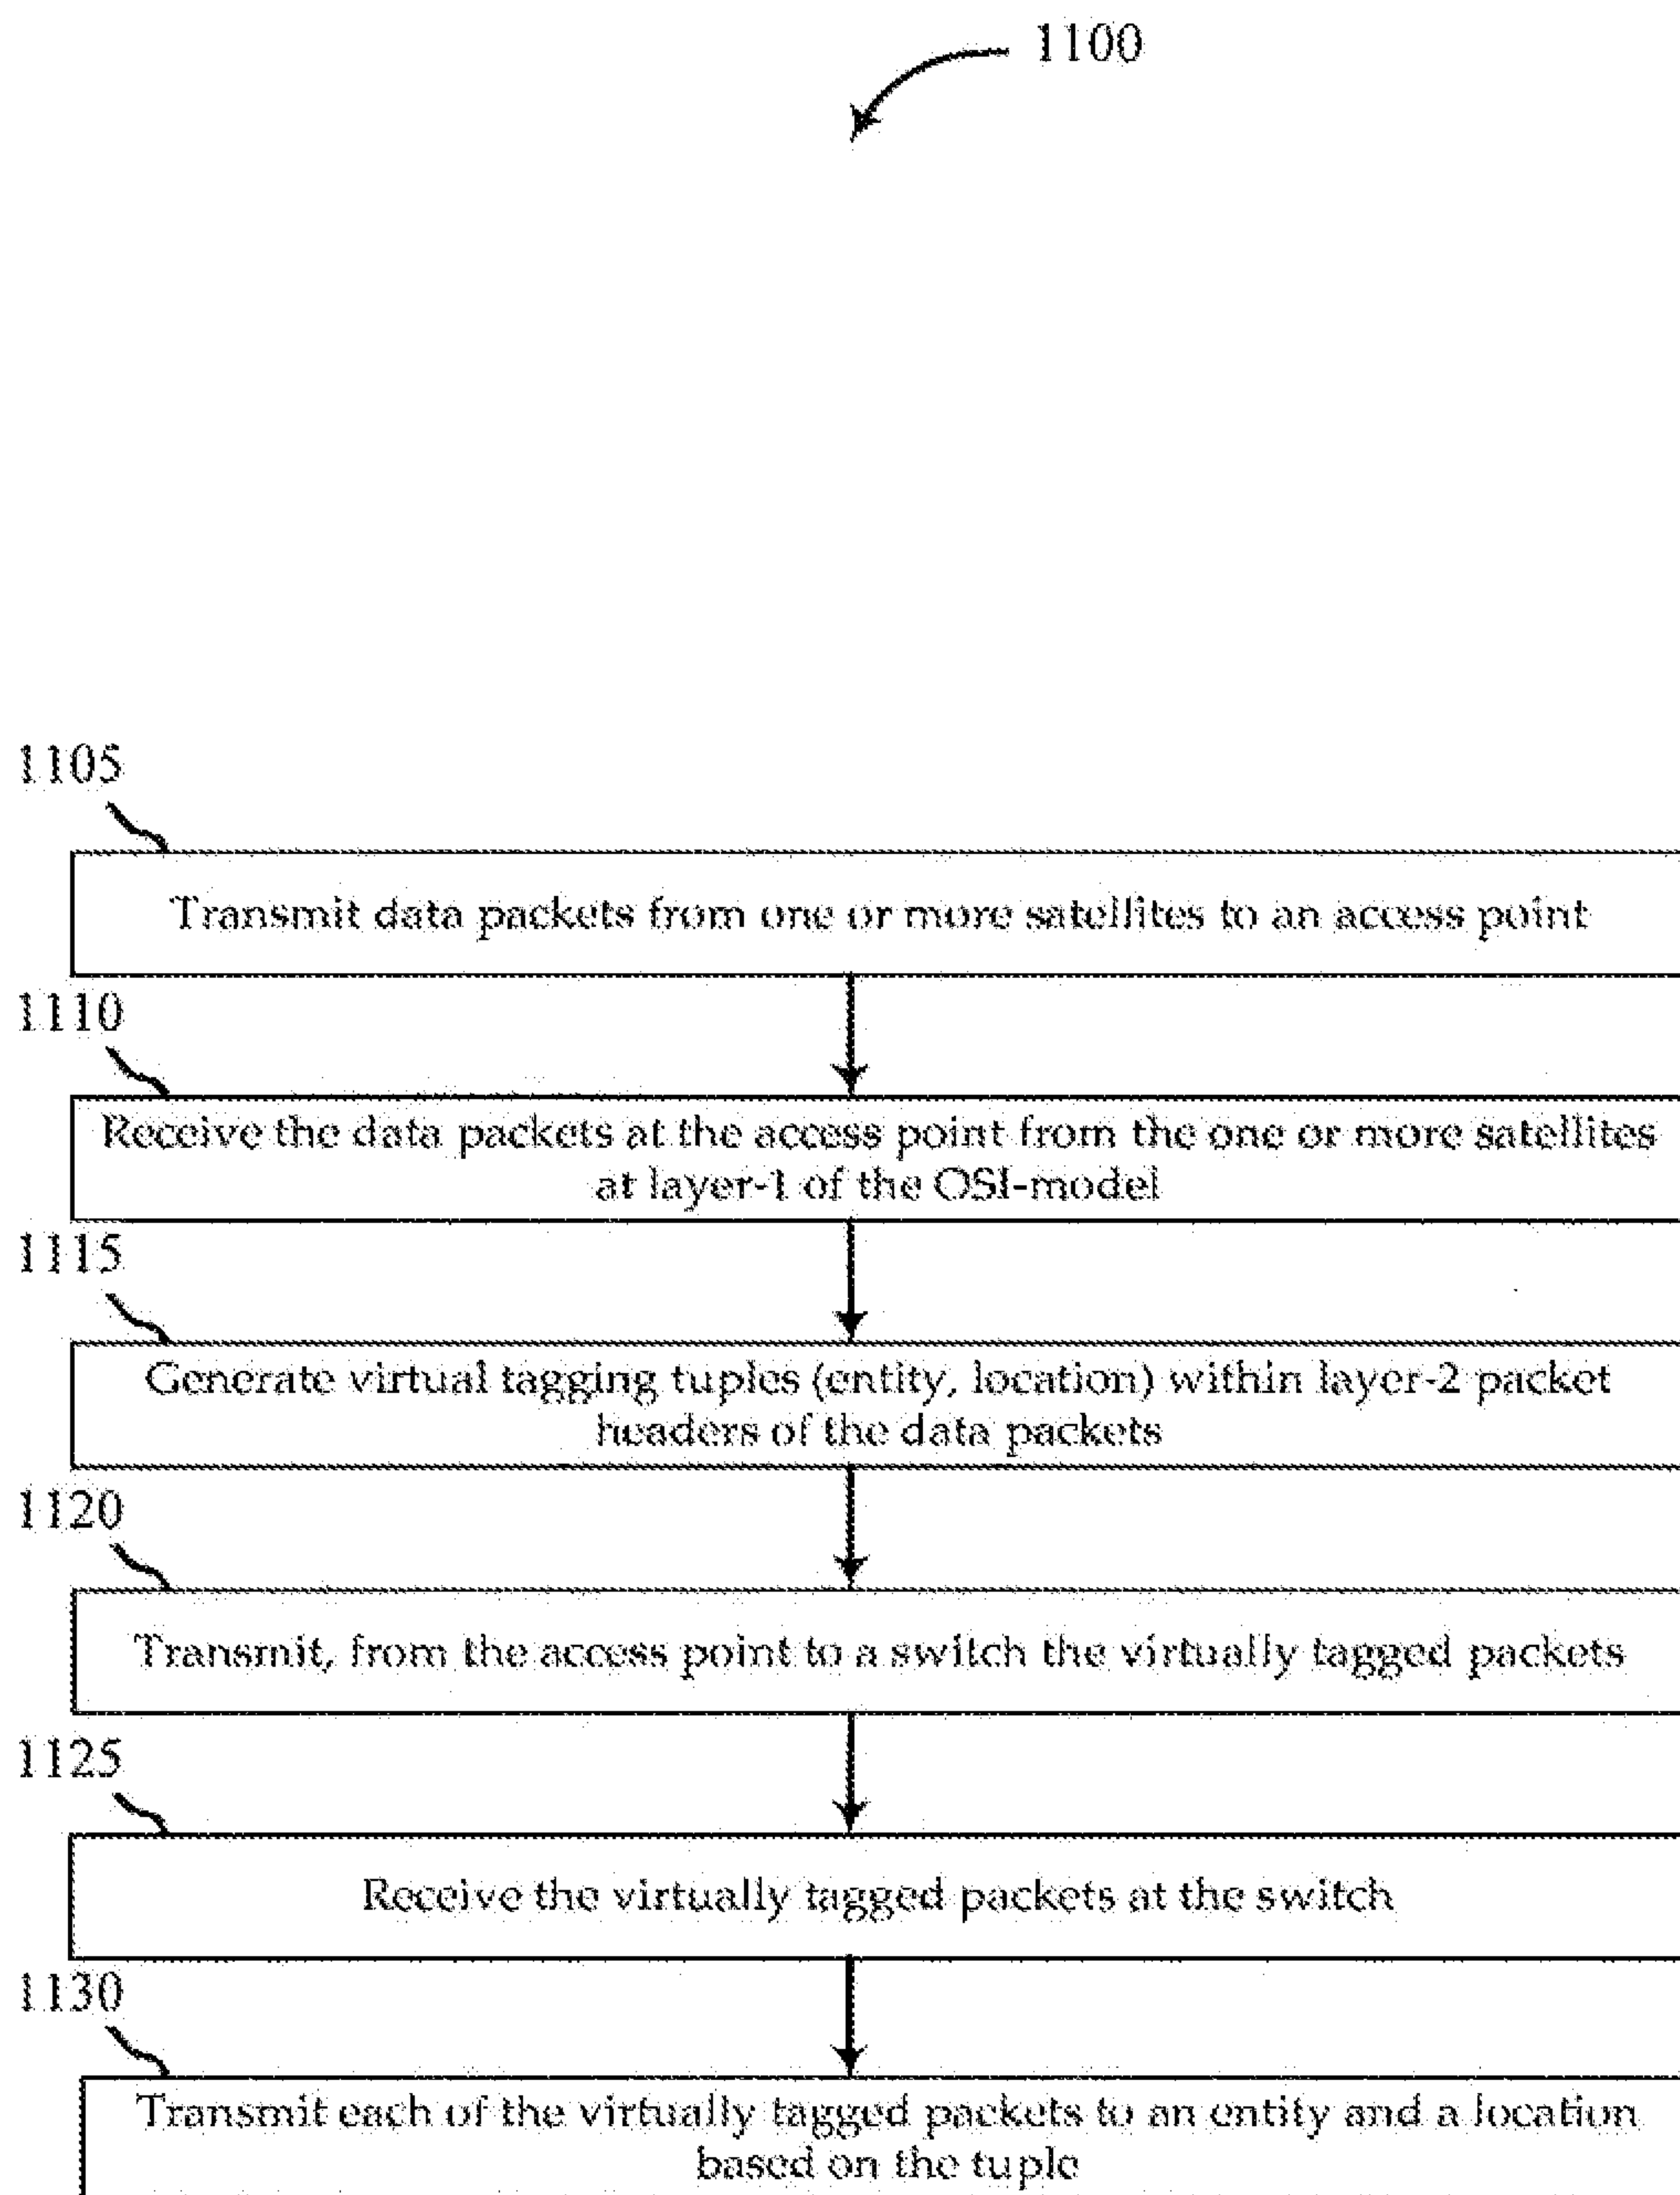 1100
1105
Transmit data packets from one or more satellites to an access point
1110
Receive the data packets at the access point from the one or more satellites
at layer-1 of the OSI-model
1115
Generate virtual tagging tuples (entity, location) within layer-2 packet
headers of the data packets
1120
Transmit, from the access point to a switch the virtually tagged packets
1125
Receive the virtually tagged packets at the switch
1130
Transmit each of the virtually tagged packets to an entity and a location
based on the tuple